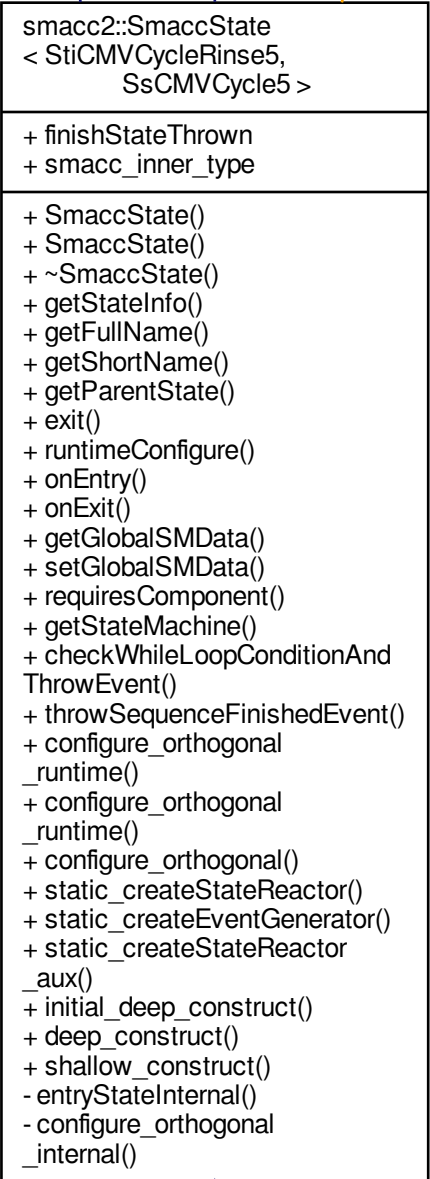 smacc2::SmaccState
< StiCMVCycleRinse5,
SsCMVCycle5 >
+ finishStateThrown
+ smacc_inner_type
+ SmaccState()
+ SmaccState()
+ ~SmaccState()
+ getStateInfo()
+ getFullName()
+ getShortName()
+ getParentState()
+ exit()
+ runtimeConfigure()
+ onEntry()
+ onExit()
+ getGlobalSMData()
+ setGlobalSMData()
+ requiresComponent()
+ getStateMachine()
+ checkWhileLoopConditionAnd
ThrowEvent()
+ throwSequenceFinishedEvent()
+ configure_orthogonal
_runtime()
+ configure_orthogonal
_runtime()
+ configure_orthogonal()
+ static_createStateReactor()
+ static_createEventGenerator()
+ static_createStateReactor
_aux()
+ initial_deep_construct()
+ deep_construct()
+ shallow_construct()
- entryStateInternal()
- configure_orthogonal
_internal()